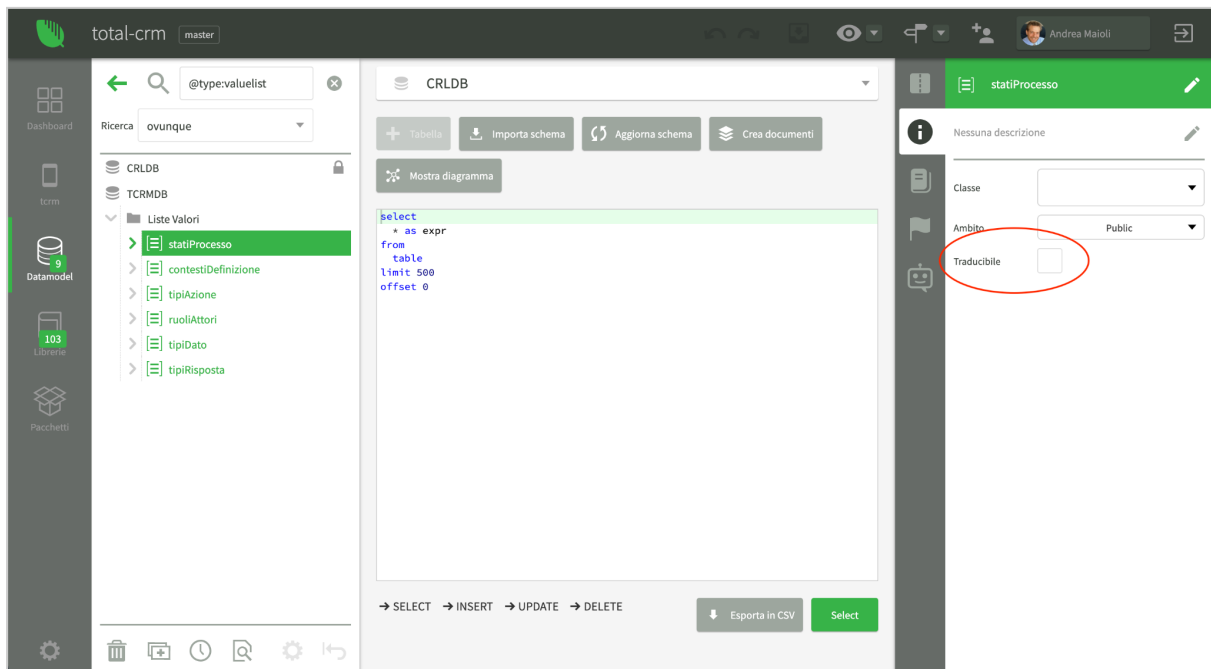 total-crm master
Andrea Maioli
Dashboard
tcrm
9
Datamodel
103
Librerie
Pacchetti
@type:valuelist
Ricerca ovunque
CRLDB
TCRMDB
Liste Valori
statiProcesso
contestiDefinizione
tipiAzione
ruoliAttori
tipiDato
tipiRisposta
CRLDB
Tabella Importa schema Aggiorna schema Crea documenti
Mostra diagramma
select
* as expr
from
table
limit 500
offset 0
→ SELECT → INSERT → UPDATE → DELETE
Esporta in CSV Select
statiProcesso
Nessuna descrizione
Classe
Ambito Public
Traducibile